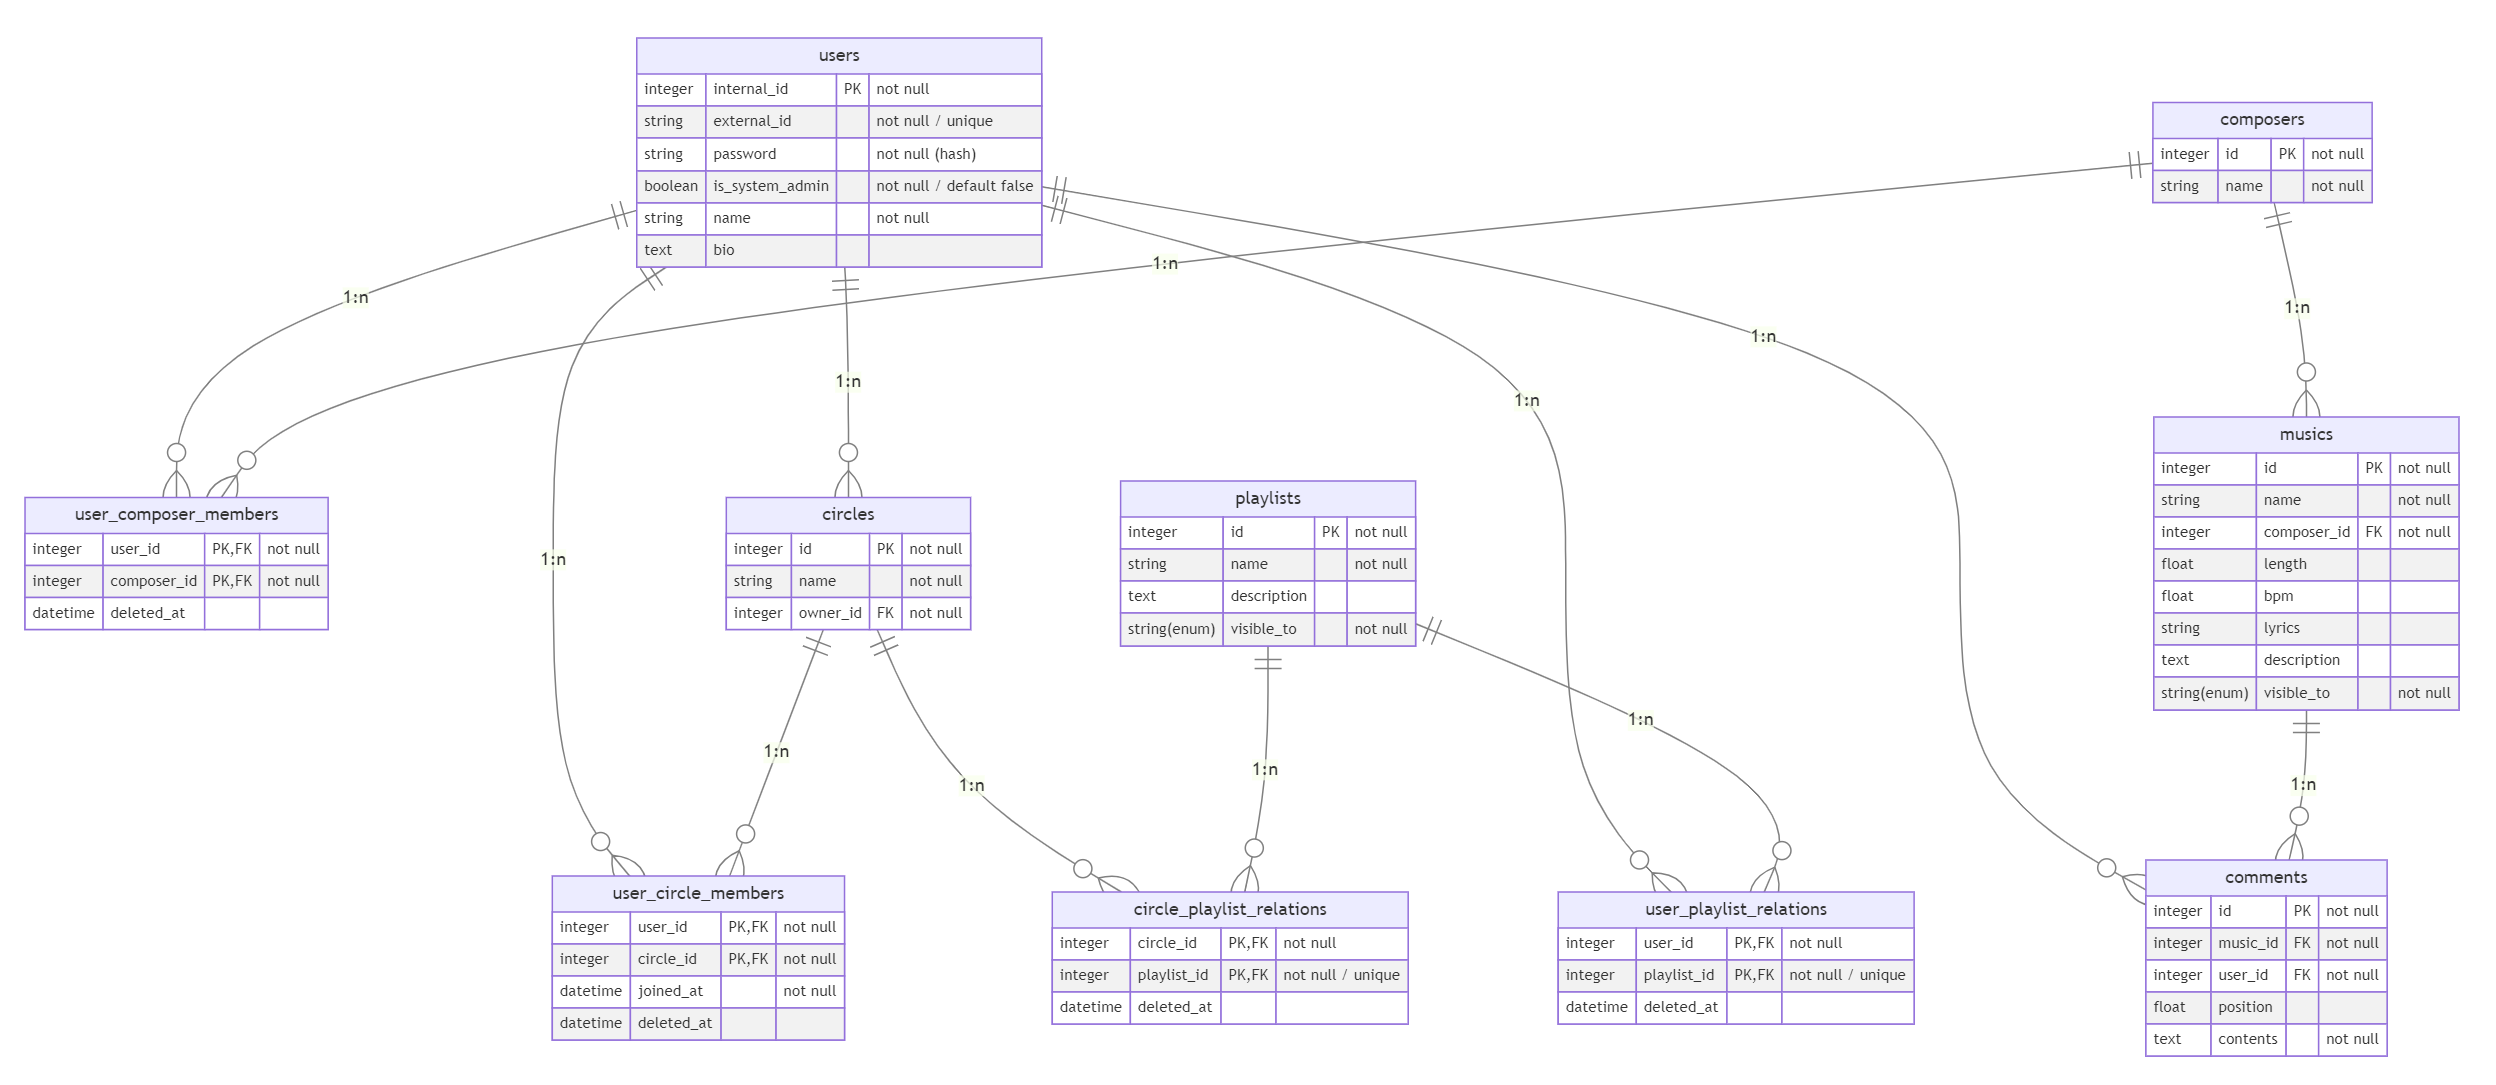 users
integer internal_id PK not null
string external_id not null / unique
string password not null (hash)
boolean is_system_admin not null / default false
string name not null
text bio
composers
integer id PK not null
string name not null
1:n
1:n
1:n
1:n
1:n
1:n
1:n
user_composer_members
integer user_id PK,FK not null
integer composer_id PK,FK not null
datetime deleted_at
circles
integer id PK not null
string name not null
integer owner_id FK not null
playlists
integer id PK not null
string name not null
text description
string(enum) visible_to not null
musics
integer id PK not null
string name not null
integer composer_id FK not null
float length
float bpm
string lyrics
text description
string(enum) visible_to not null
1:n
1:n
1:n
1:n
1:n
1:n
user_circle_members
integer user_id PK,FK not null
integer circle_id PK,FK not null
datetime joined_at not null
datetime deleted_at
circle_playlist_relations
integer circle_id PK,FK not null
integer playlist_id PK,FK not null / unique
datetime deleted_at
user_playlist_relations
integer user_id PK,FK not null
integer playlist_id PK,FK not null / unique
datetime deleted_at
comments
integer id PK not null
integer music_id FK not null
integer user_id FK not null
float position
text contents not null